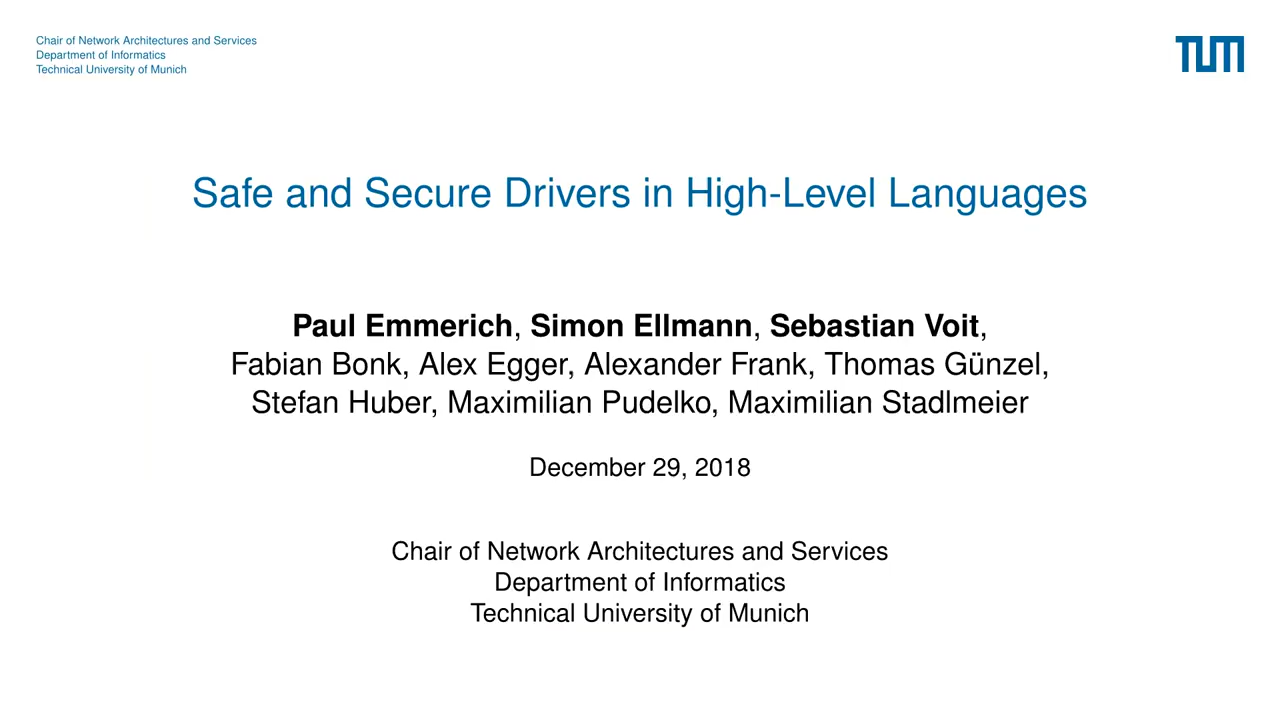 Chair of Network Architectures and Services
Department of Informatics
Technical University of Munich
TUM
Safe and Secure Drivers in High-Level Languages
Paul Emmerich, Simon Ellmann, Sebastian Voit,
Fabian Bonk, Alex Egger, Alexander Frank, Thomas Günzel,
Stefan Huber, Maximilian Pudelko, Maximilian Stadlmeier
December 29, 2018
Chair of Network Architectures and Services
Department of Informatics
Technical University of Munich